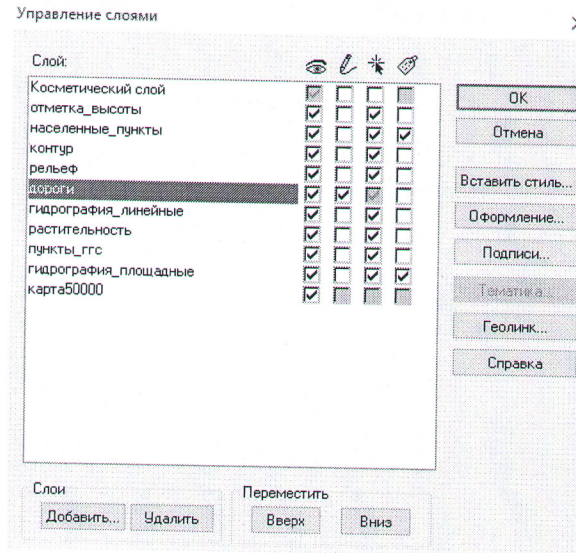 Управление слоями
Слой:
Косметический слой
отметка_высоты
населенные_пункты
контур
рельеф
дороги
гидрография_линейные
растительность
пункты_ггс
гидрография_площадные
карта50000
OK
Отмена
Вставить стиль...
Оформление...
Подписи...
Тематика...
Геолинк...
Справка
Слои
Добавить...
Удалить
Переместить
Вверх
Вниз